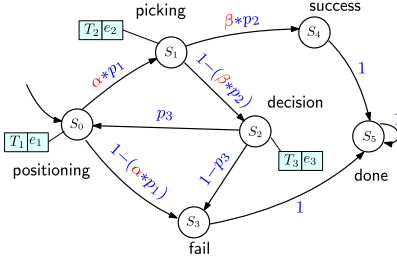 picking
success
T2 e2
β*p2
S4
S1
α*p1
1−(β*p2)
1
decision
p3
S0
S2
S5
1
T1 e1
T3 e3
positioning
1−(α*p1)
1−p3
done
S3
1
fail